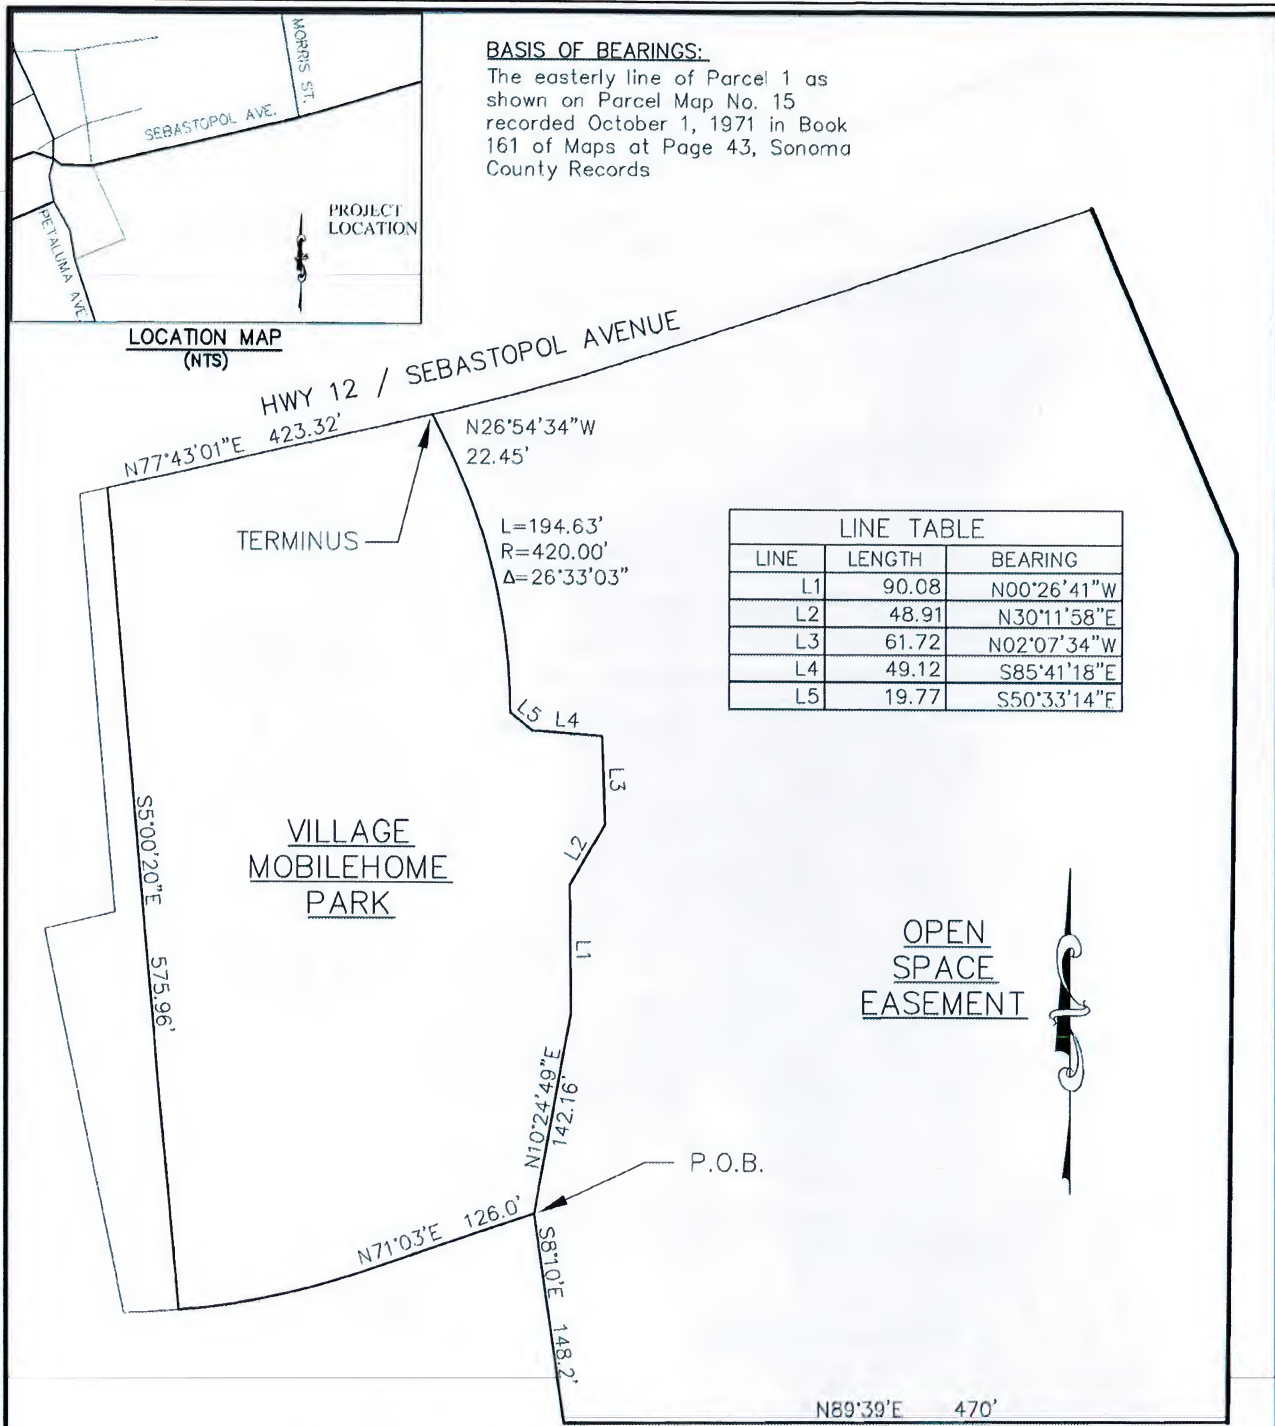 MORRIS ST.
SEBASTOPOL AVE.
PETALUMA AVE.
PROJECT
LOCATION
LOCATION MAP
(NTS)
BASIS OF BEARINGS:
The easterly line of Parcel 1 as
shown on Parcel Map No. 15
recorded October 1, 1971 in Book
161 of Maps at Page 43, Sonoma
County Records
HWY 12 / SEBASTOPOL AVENUE
N77°43'01"E 423.32'
N26°54'34"W
22.45'
TERMINUS
L=194.63'
R=420.00'
Δ=26°33'03"
LINE TABLE
LINE LENGTH BEARING
L1 90.08 N00°26'41"W
L2 48.91 N30°11'58"E
L3 61.72 N02°07'34"W
L4 49.12 S85°41'18"E
L5 19.77 S50°33'14"E
L5 L4
L3
L2
L1
S5°00'20"E 575.96'
VILLAGE
MOBILEHOME
PARK
OPEN
SPACE
EASEMENT
N10°24'49"E
142.16'
P.O.B.
N71°03'E 126.0'
S8°10'E 148.2'
N89°39'E 470'